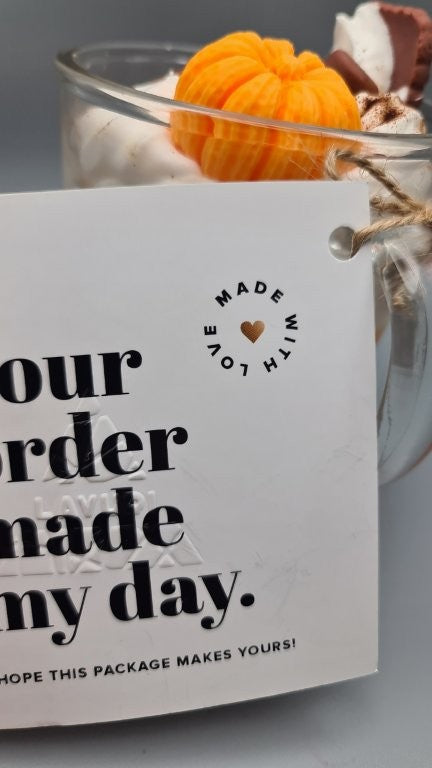 MADE WITH LOVE
our
order
made
my day.
HOPE THIS PACKAGE MAKES YOURS!